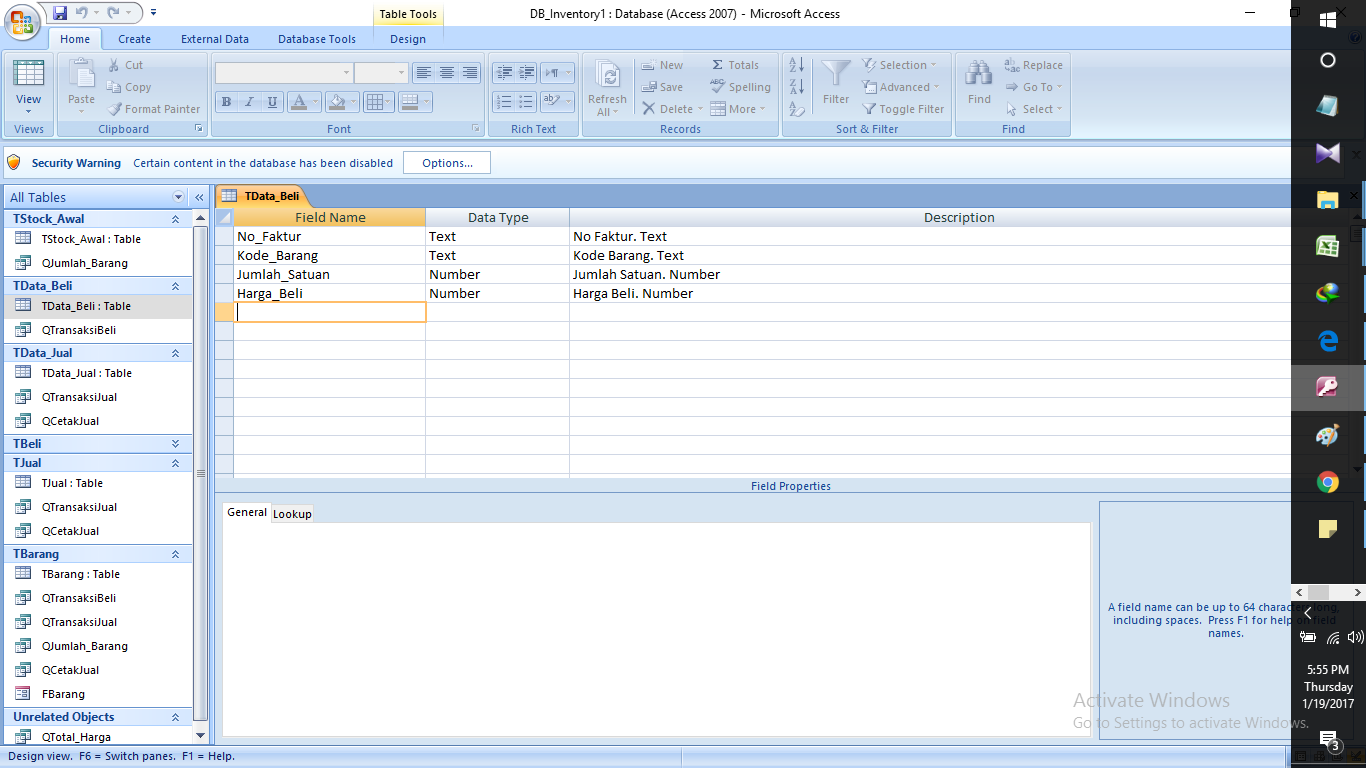 DB_Inventory1 : Database (Access 2007) - Microsoft Access
Table Tools
Home Create External Data Database Tools Design
View
Views
Paste
Cut
Copy
Format Painter
Clipboard
B I U A
Font
Rich Text
Refresh All
New
Save
Delete
Σ Totals
Spelling
More
Records
Filter
Selection
Advanced
Toggle Filter
Sort & Filter
Find
Replace
Go To
Select
Find
Security Warning Certain content in the database has been disabled Options...
All Tables
TStock_Awal
TStock_Awal : Table
QJumlah_Barang
TData_Beli
TData_Beli : Table
QTransaksiBeli
TData_Jual
TData_Jual : Table
QTransaksiJual
QCetakJual
TBeli
TJual
TJual : Table
QTransaksiJual
QCetakJual
TBarang
TBarang : Table
QTransaksiBeli
QTransaksiJual
QJumlah_Barang
QCetakJual
FBarang
Unrelated Objects
QTotal_Harga
TData_Beli
Field Name Data Type Description
No_Faktur Text No Faktur. Text
Kode_Barang Text Kode Barang. Text
Jumlah_Satuan Number Jumlah Satuan. Number
Harga_Beli Number Harga Beli. Number
Field Properties
General Lookup
A field name can be up to 64 characters long,
including spaces. Press F1 for help on field
names.
Activate Windows
Go to Settings to activate Windows.
5:55 PM
Thursday
1/19/2017
3
Design view. F6 = Switch panes. F1 = Help.